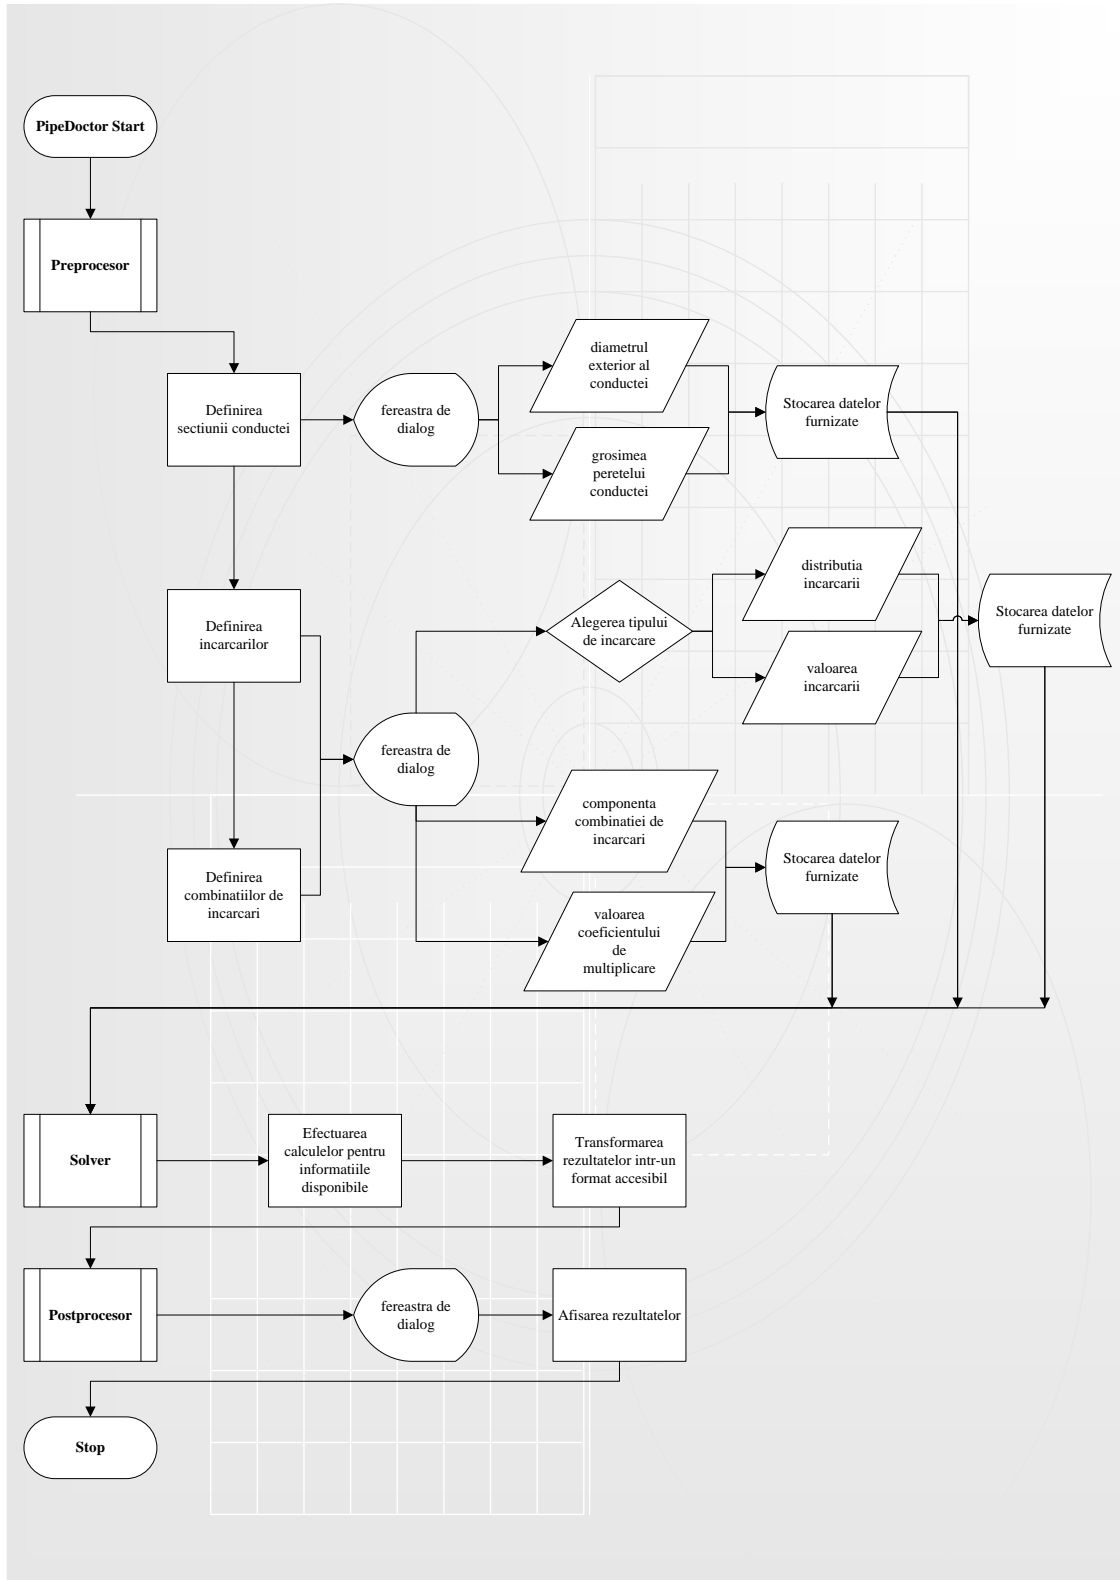 PipeDoctor Start
Preprocesor
Definirea
sectiunii conductei
fereastra de
dialog
diametrul
exterior al
conductei
grosimea
peretelui
conductei
Stocarea datelor
furnizate
Definirea
incarcarilor
Alegerea tipului
de incarcare
distributia
incarcarii
valoarea
incarcarii
Stocarea datelor
furnizate
fereastra de
dialog
Definirea
combinatiilor de
incarcari
componenta
combinatiei de
incarcari
valoarea
coeficientului
de
multiplicare
Stocarea datelor
furnizate
Solver
Efectuarea
calculelor pentru
informatiile
disponibile
Transformarea
rezultatelor intr-un
format accesibil
Postprocesor
fereastra de
dialog
Afisarea rezultatelor
Stop